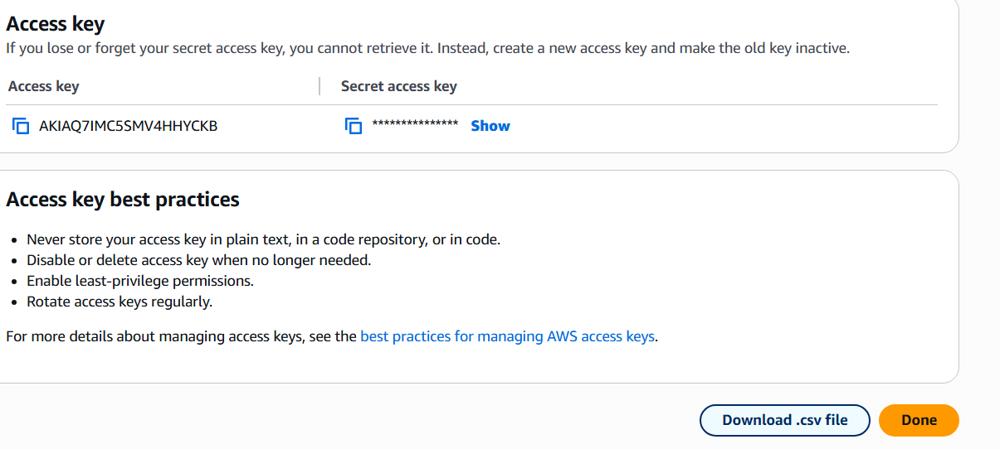 Access key
If you lose or forget your secret access key, you cannot retrieve it. Instead, create a new access key and make the old key inactive.
Access key
Secret access key
AKIAQ7IMC5SMV4HHYCKB
*************** Show
Access key best practices
Never store your access key in plain text, in a code repository, or in code.
Disable or delete access key when no longer needed.
Enable least-privilege permissions.
Rotate access keys regularly.
For more details about managing access keys, see the best practices for managing AWS access keys.
Download .csv file
Done